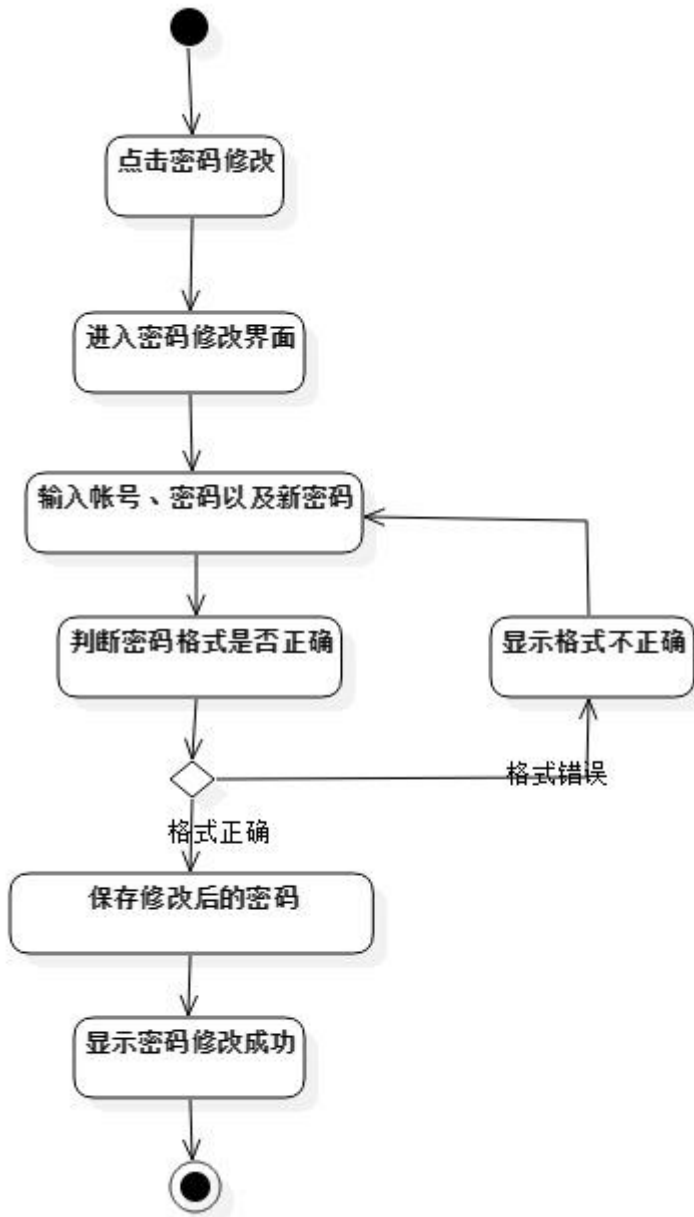 点击密码修改
进入密码修改界面
输入帐号、密码以及新密码
判断密码格式是否正确
显示格式不正确
格式错误
格式正确
保存修改后的密码
显示密码修改成功